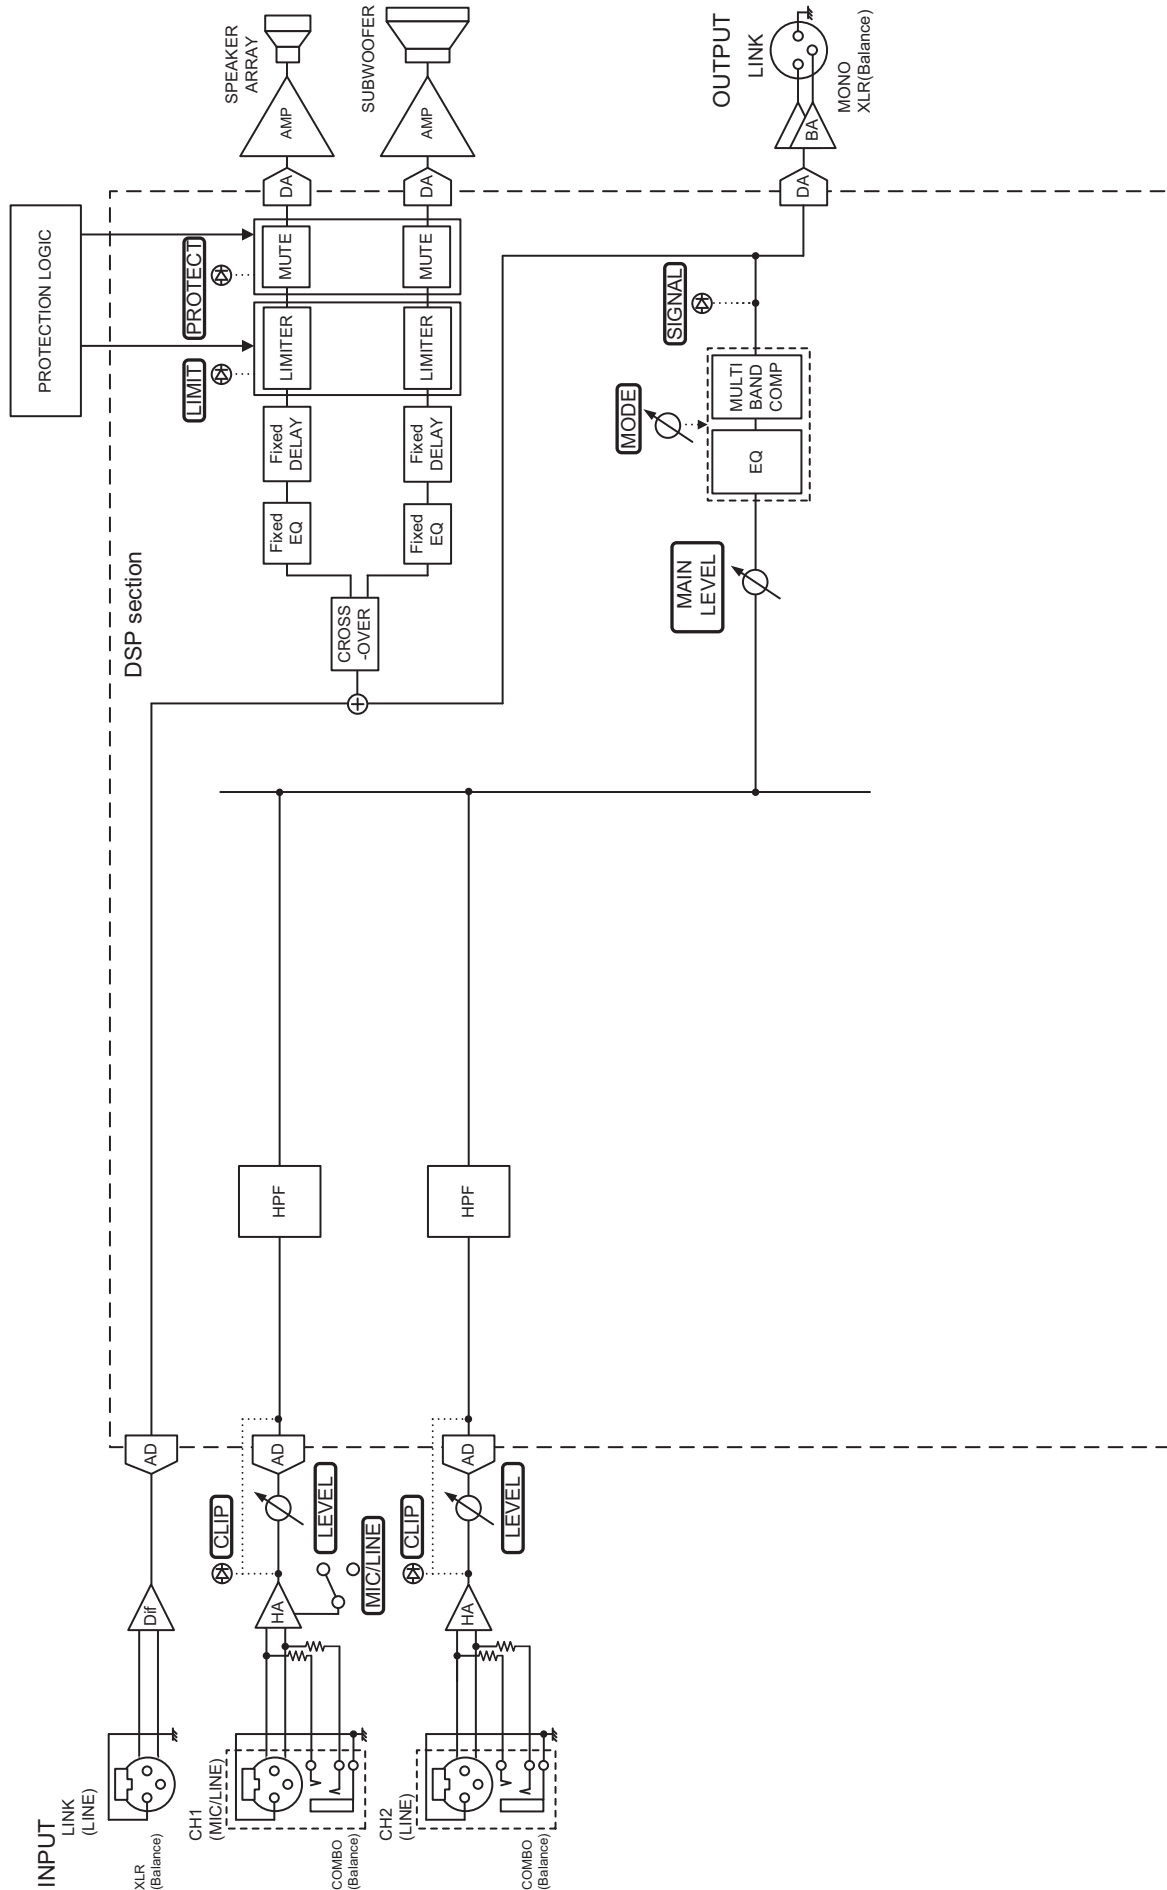 INPUT
LINK
(LINE)
XLR
(Balance)
Dif
AD
CH1
(MIC/LINE)
COMBO
(Balance)
HA
CLIP
LEVEL
MIC/LINE
AD
HPF
CH2
(LINE)
COMBO
(Balance)
HA
CLIP
LEVEL
AD
HPF
DSP section
PROTECTION LOGIC
CROSS
-OVER
Fixed
EQ
Fixed
DELAY
LIMIT
LIMITER
PROTECT
MUTE
DA
AMP
SPEAKER
ARRAY
Fixed
EQ
Fixed
DELAY
LIMITER
MUTE
DA
AMP
SUBWOOFER
MAIN
LEVEL
MODE
EQ
MULTI
BAND
COMP
SIGNAL
DA
BA
OUTPUT
LINK
MONO
XLR(Balance)